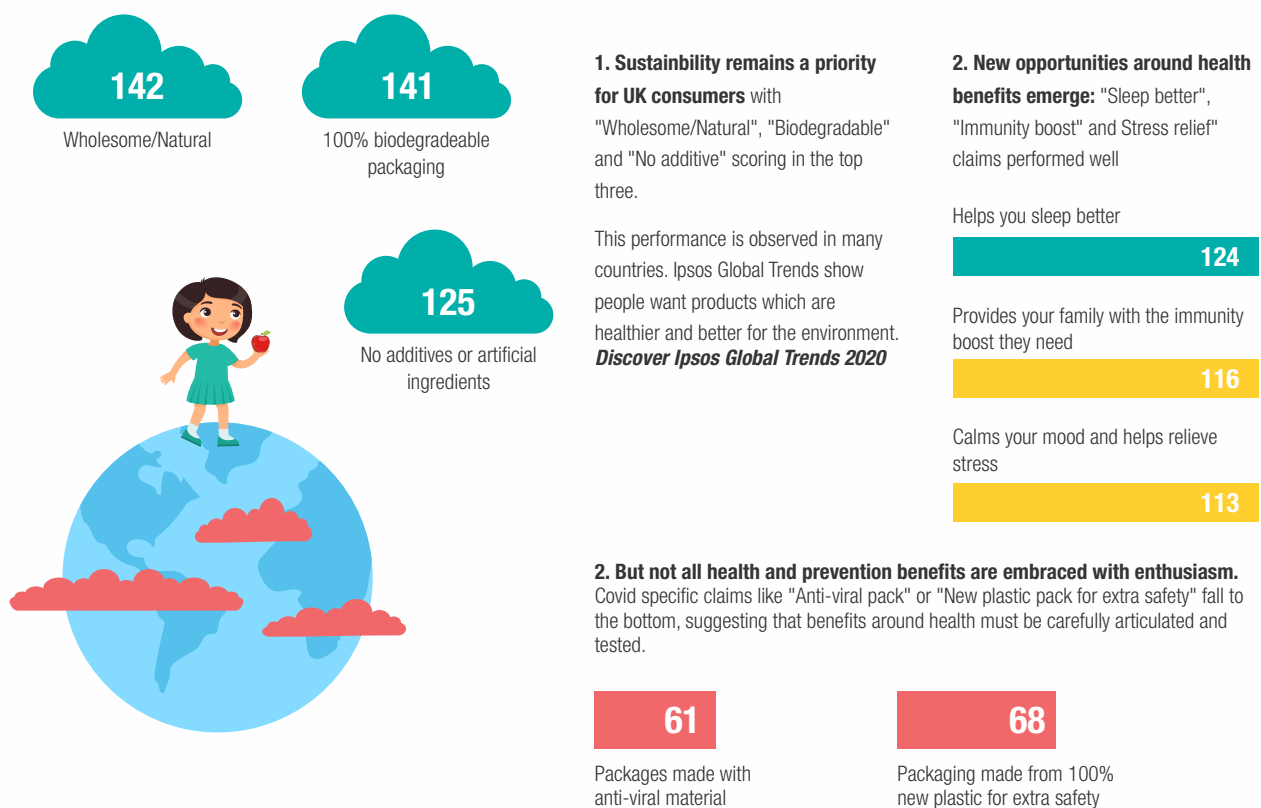 142
Wholesome/Natural
141
100% biodegradeable
packaging
125
No additives or artificial
ingredients
1. Sustainbility remains a priority
for UK consumers with
"Wholesome/Natural", "Biodegradable"
and "No additive" scoring in the top
three.
This performance is observed in many
countries. Ipsos Global Trends show
people want products which are
healthier and better for the environment.
Discover Ipsos Global Trends 2020
2. New opportunities around health
benefits emerge: "Sleep better",
"Immunity boost" and Stress relief"
claims performed well
Helps you sleep better
124
Provides your family with the immunity
boost they need
116
Calms your mood and helps relieve
stress
113
2. But not all health and prevention benefits are embraced with enthusiasm.
Covid specific claims like "Anti-viral pack" or "New plastic pack for extra safety" fall to
the bottom, suggesting that benefits around health must be carefully articulated and
tested.
61
Packages made with
anti-viral material
68
Packaging made from 100%
new plastic for extra safety